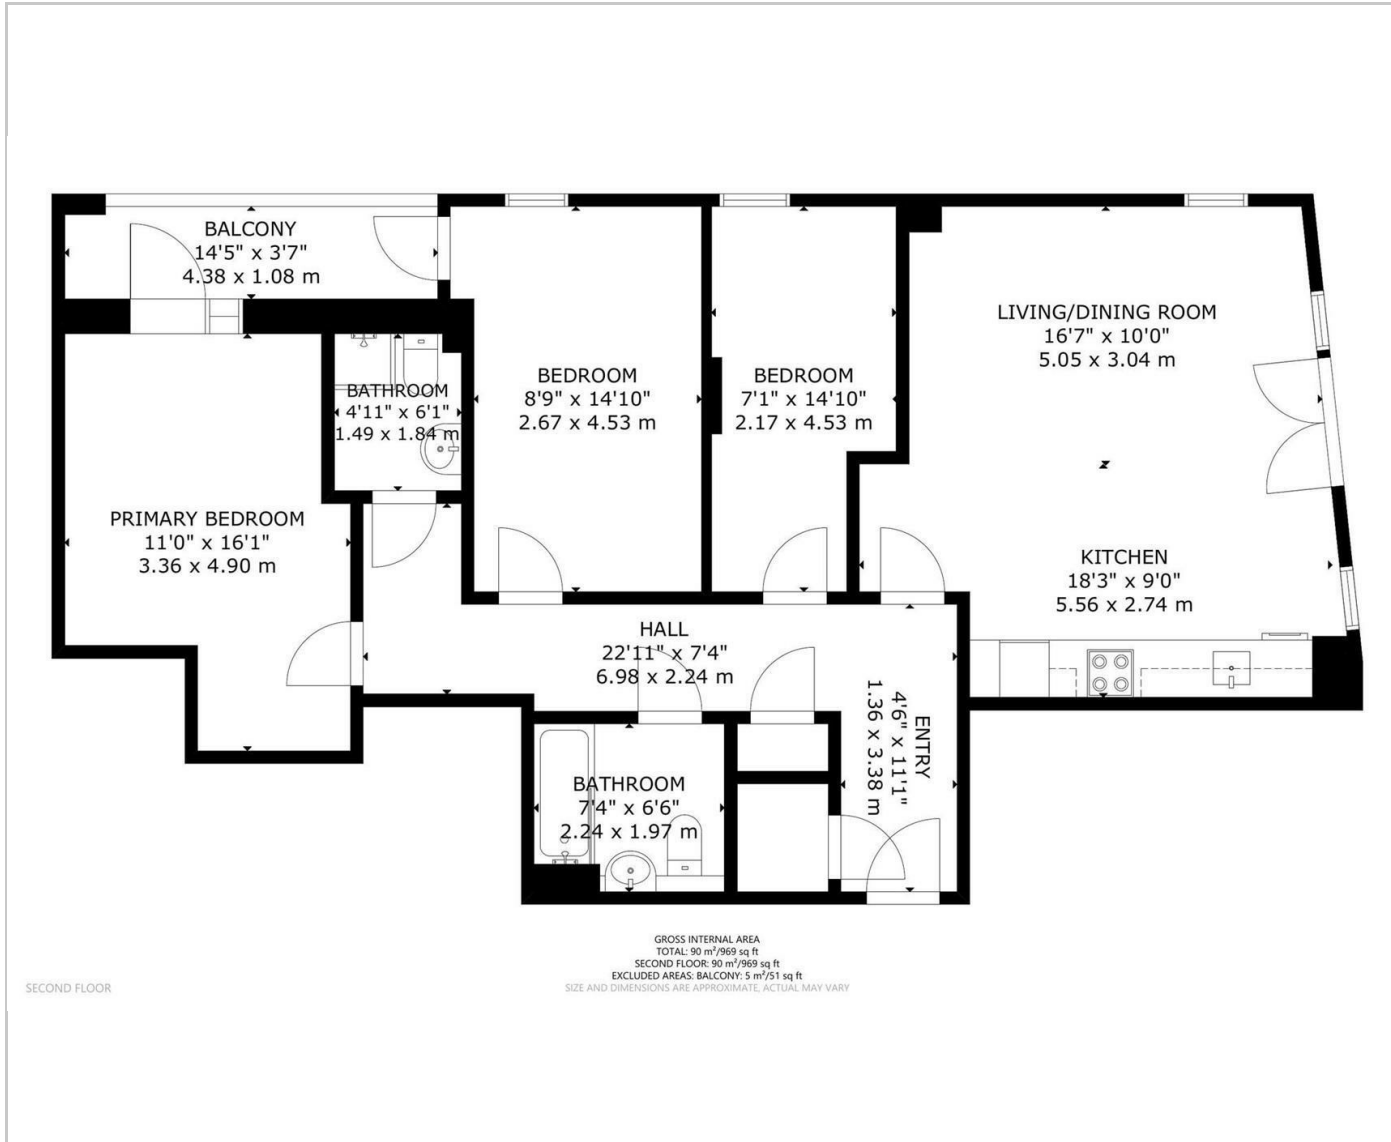 BALCONY
14'5" x 3'7"
4.38 x 1.08 m
LIVING/DINING ROOM
16'7" x 10'0"
5.05 x 3.04 m
BATHROOM
4'11" x 6'1"
1.49 x 1.84 m
BEDROOM
8'9" x 14'10"
2.67 x 4.53 m
BEDROOM
7'1" x 14'10"
2.17 x 4.53 m
PRIMARY BEDROOM
11'0" x 16'1"
3.36 x 4.90 m
KITCHEN
18'3" x 9'0"
5.56 x 2.74 m
HALL
22'11" x 7'4"
6.98 x 2.24 m
ENTRY
4'6" x 11'1"
1.36 x 3.38 m
BATHROOM
7'4" x 6'6"
2.24 x 1.97 m
GROSS INTERNAL AREA
TOTAL: 90 m²/969 sq ft
SECOND FLOOR: 90 m²/969 sq ft
EXCLUDED AREAS: BALCONY: 5 m²/51 sq ft
SIZE AND DIMENSIONS ARE APPROXIMATE, ACTUAL MAY VARY
SECOND FLOOR